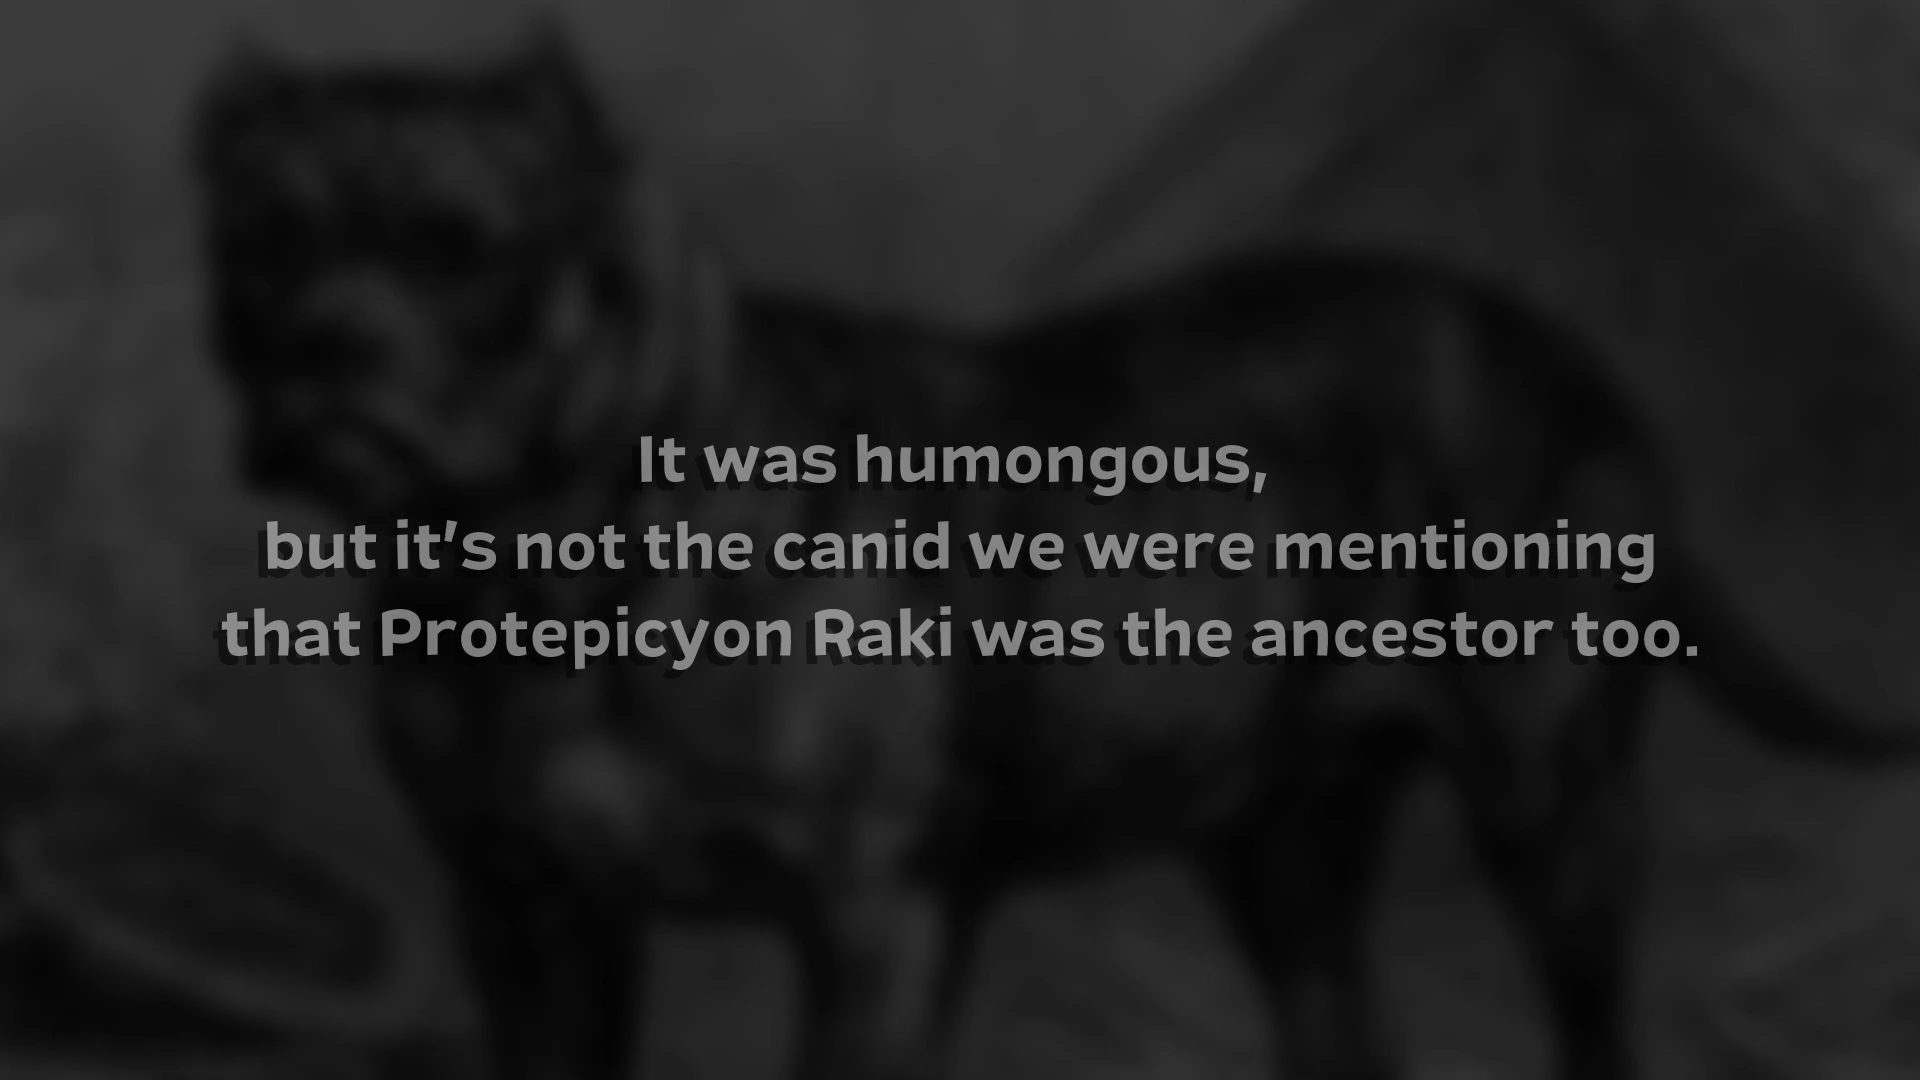 It was humongous,
but it's not the canid we were mentioning
that Protepicyon Raki was the ancestor too.